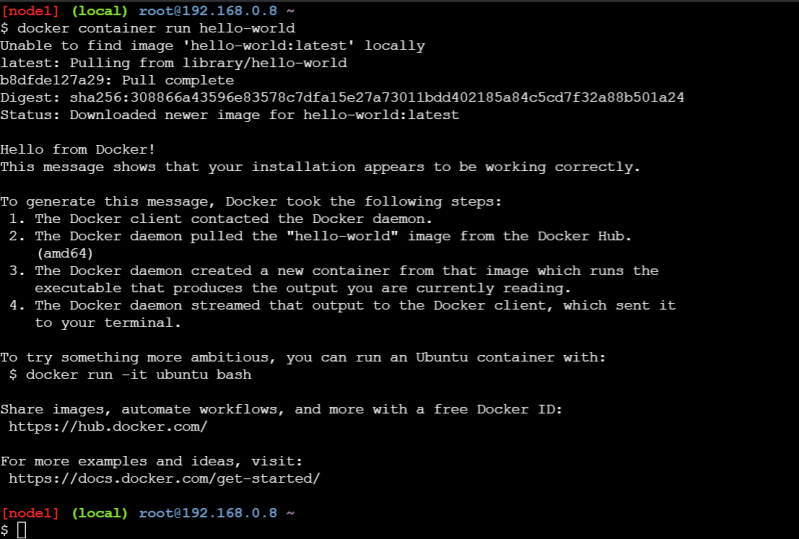 [node1] (local) root@192.168.0.8 ~
$ docker container run hello-world
Unable to find image 'hello-world:latest' locally
latest: Pulling from library/hello-world
b8dfde127a29: Pull complete
Digest: sha256:308866a43596e83578c7dfa15e27a73011bdd402185a84c5cd7f32a88b501a24
Status: Downloaded newer image for hello-world:latest

Hello from Docker!
This message shows that your installation appears to be working correctly.

To generate this message, Docker took the following steps:
 1. The Docker client contacted the Docker daemon.
 2. The Docker daemon pulled the "hello-world" image from the Docker Hub.
    (amd64)
 3. The Docker daemon created a new container from that image which runs the
    executable that produces the output you are currently reading.
 4. The Docker daemon streamed that output to the Docker client, which sent it
    to your terminal.

To try something more ambitious, you can run an Ubuntu container with:
 $ docker run -it ubuntu bash

Share images, automate workflows, and more with a free Docker ID:
 https://hub.docker.com/

For more examples and ideas, visit:
 https://docs.docker.com/get-started/

[node1] (local) root@192.168.0.8 ~
$